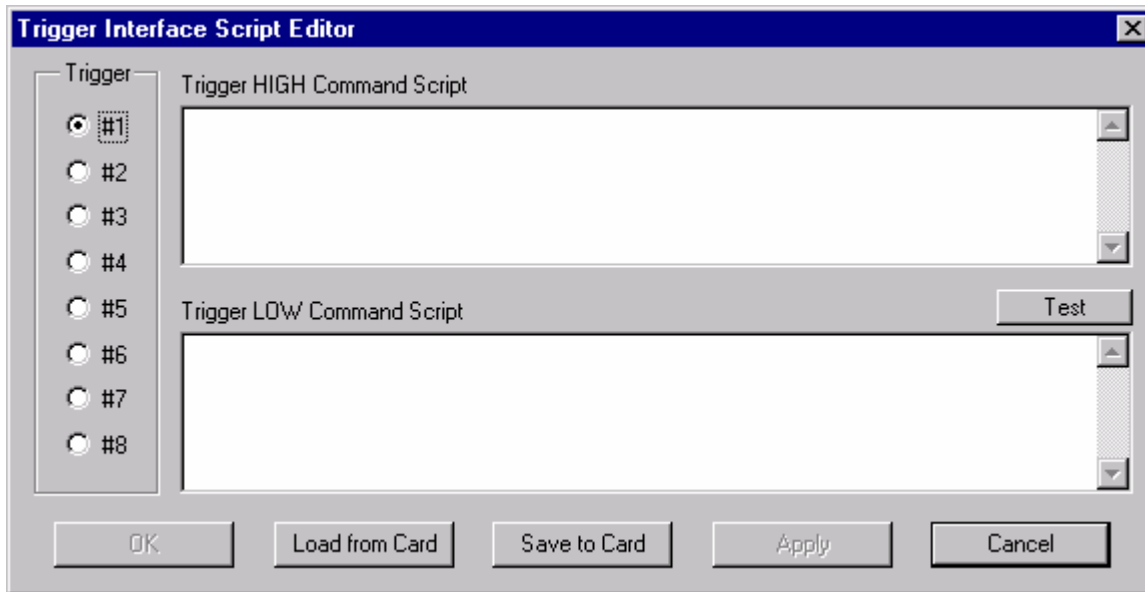 Trigger Interface Script Editor
Trigger
#1
#2
#3
#4
#5
#6
#7
#8
Trigger HIGH Command Script
Trigger LOW Command Script
Test
OK
Load from Card
Save to Card
Apply
Cancel